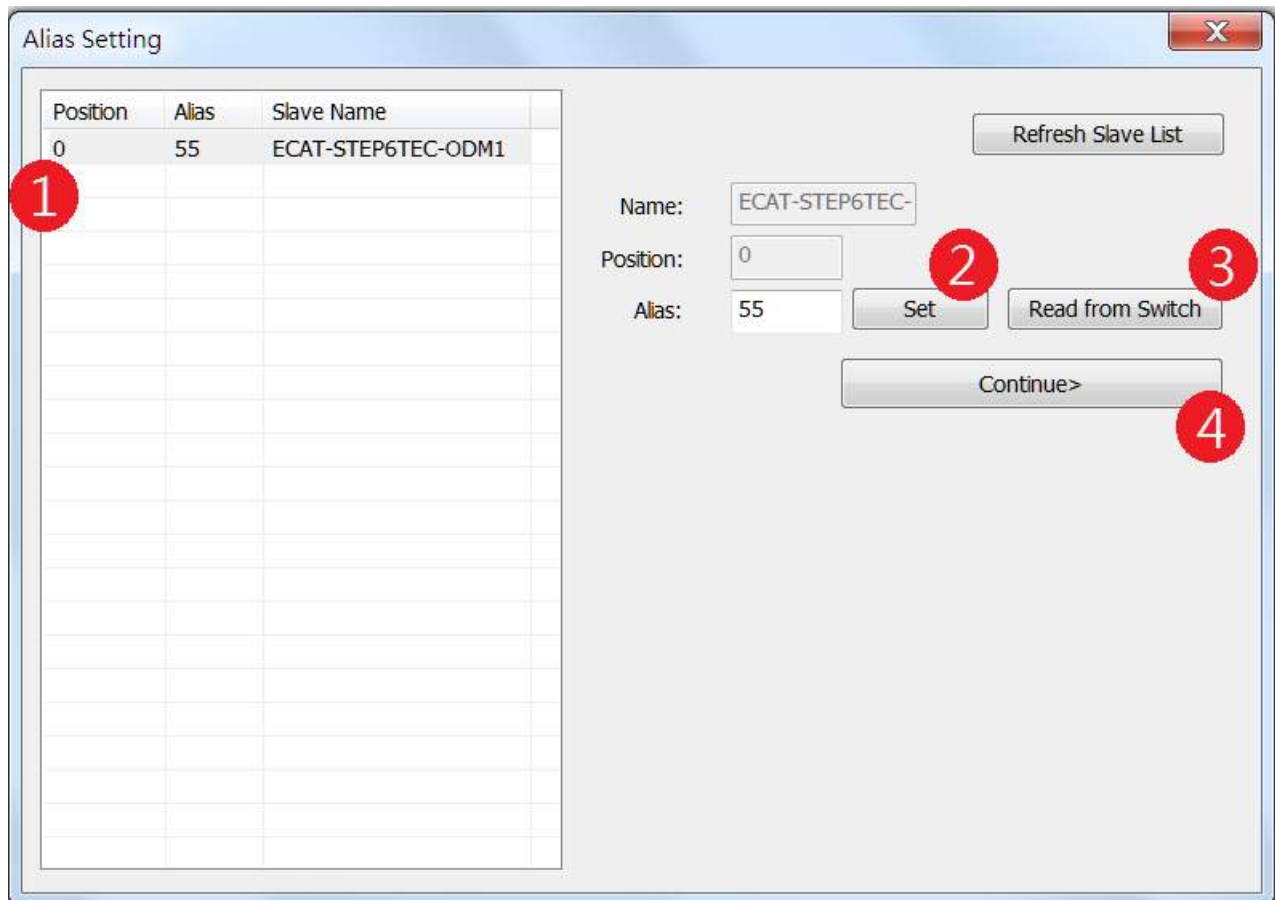 Alias Setting
X
Position Alias Slave Name
0 55 ECAT-STEP6TEC-ODM1
1
Refresh Slave List
Name: ECAT-STEP6TEC-
Position: 0
2
3
Alias: 55 Set Read from Switch
Continue>
4